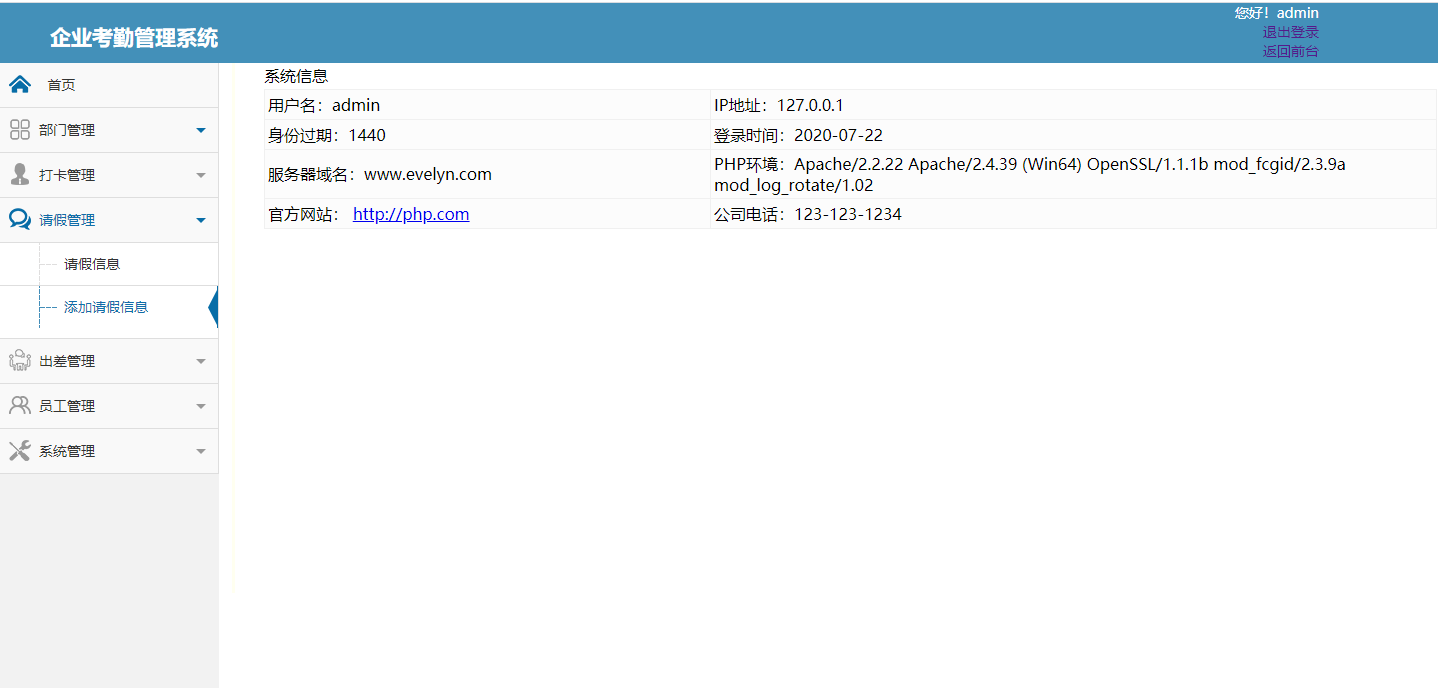 您好！admin
企业考勤管理系统
退出登录
返回前台
首页
部门管理
打卡管理
请假管理
请假信息
添加请假信息
出差管理
员工管理
系统管理
系统信息
用户名：admin
IP地址：127.0.0.1
身份过期：1440
登录时间：2020-07-22
服务器域名：www.evelyn.com
PHP环境：Apache/2.2.22 Apache/2.4.39 (Win64) OpenSSL/1.1.1b mod_fcgid/2.3.9a
mod_log_rotate/1.02
官方网站： http://php.com
公司电话：123-123-1234